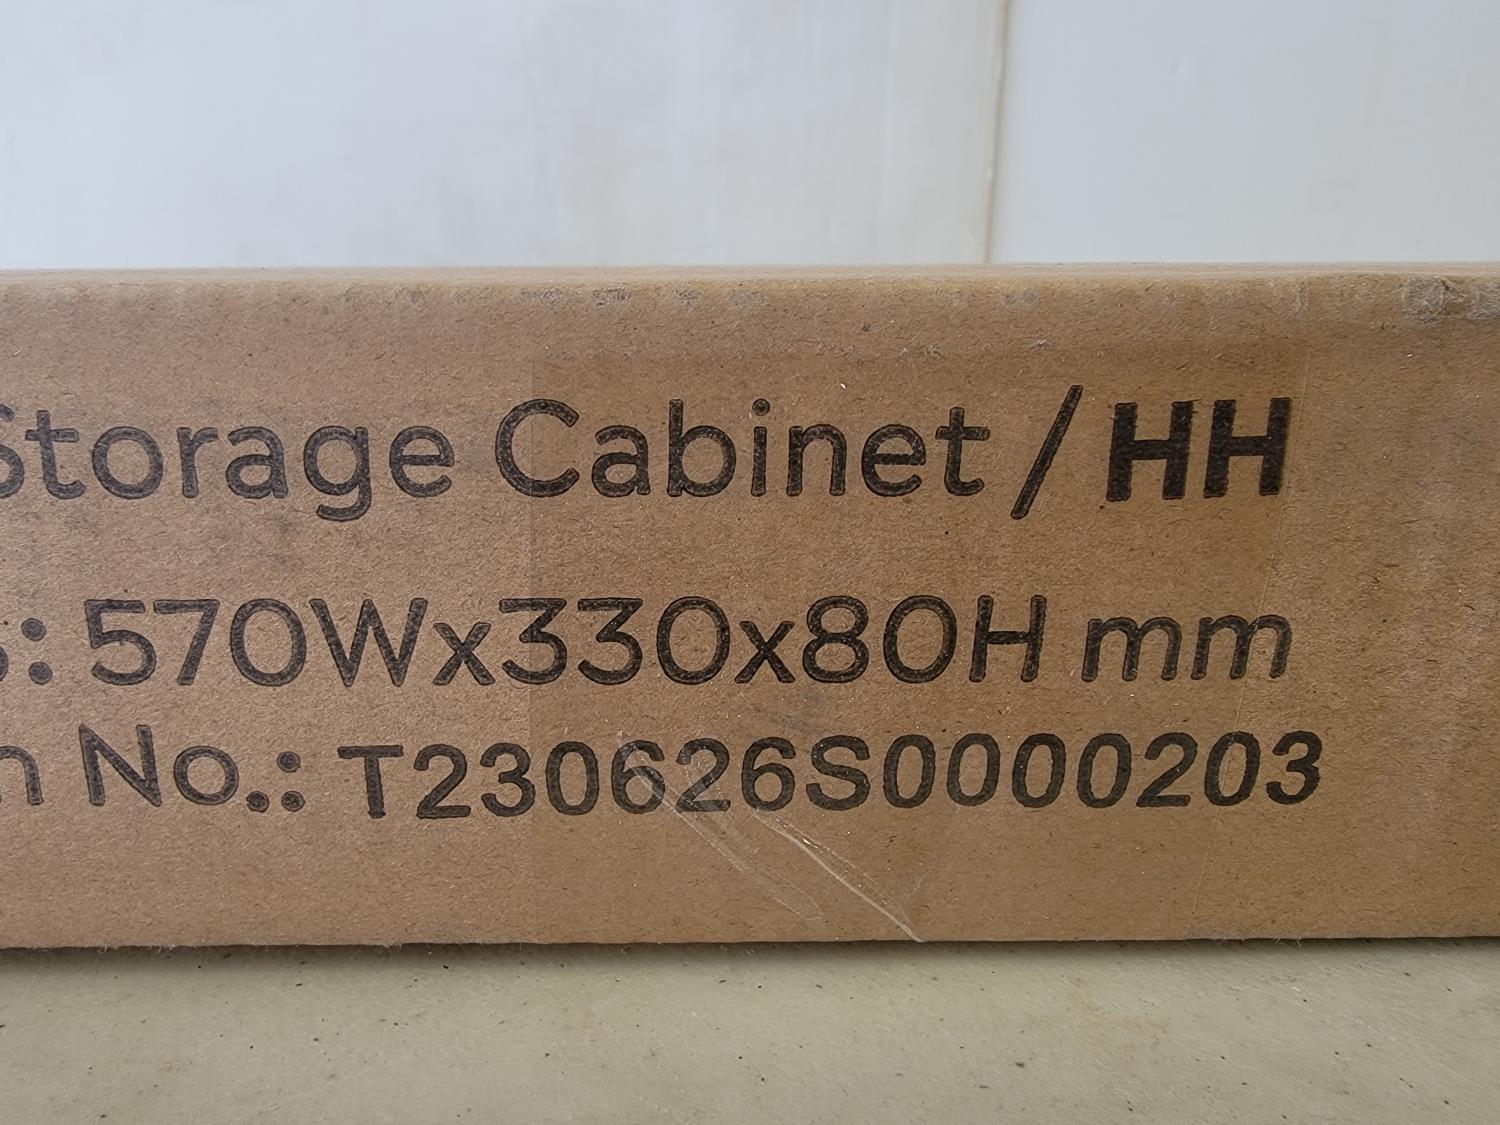 Storage Cabinet / HH
s: 570Wx330x80H mm
n No.: T230626S0000203